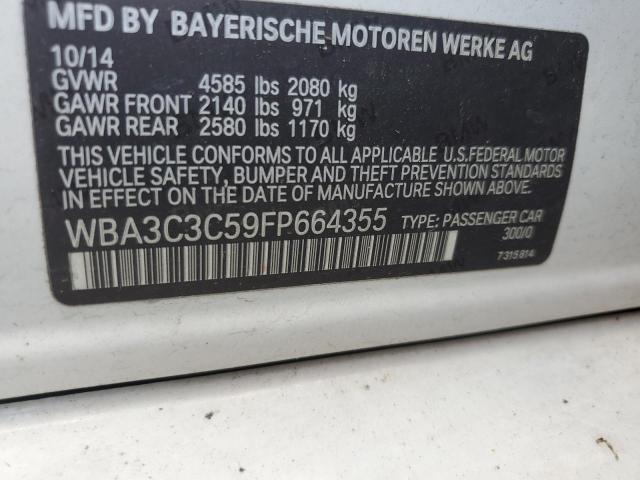 MFD BY BAYERISCHE MOTOREN WERKE AG
10/14
GVWR 4585 lbs 2080 kg
GAWR FRONT 2140 lbs 971 kg
GAWR REAR 2580 lbs 1170 kg
THIS VEHICLE CONFORMS TO ALL APPLICABLE U.S.FEDERAL MOTOR
VEHICLE SAFETY, BUMPER AND THEFT PREVENTION STANDARDS
IN EFFECT ON THE DATE OF MANUFACTURE SHOWN ABOVE.
WBA3C3C59FP664355 TYPE: PASSENGER CAR
300/0
7315814